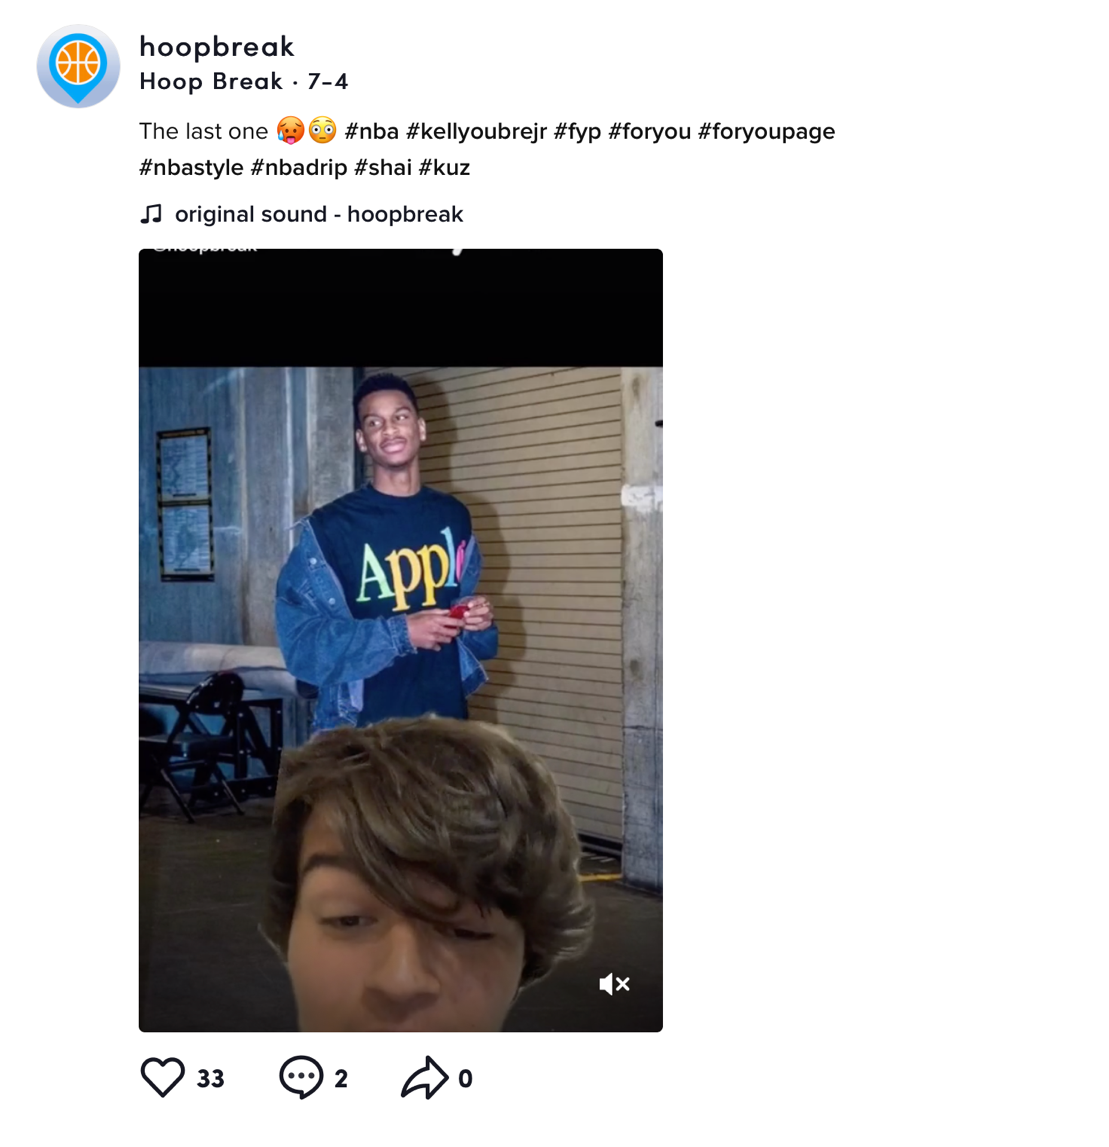 hoopbreak
Hoop Break · 7-4
The last one 🥵😳 #nba #kellyoubrejr #fyp #foryou #foryoupage
#nbastyle #nbadrip #shai #kuz
♫ original sound - hoopbreak
@hoopbreak
Apple
33
2
0